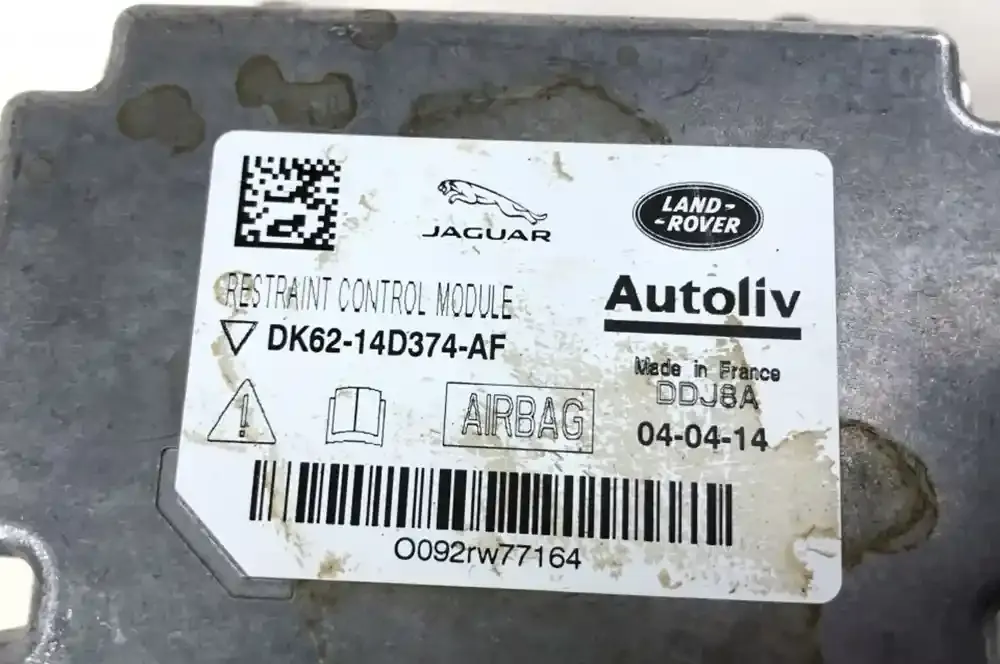 JAGUAR
LAND-
-ROVER
RESTRAINT CONTROL MODULE
DK62-14D374-AF
Autoliv
Made in France
DDJ8A
04-04-14
AIRBAG
O092rw77164